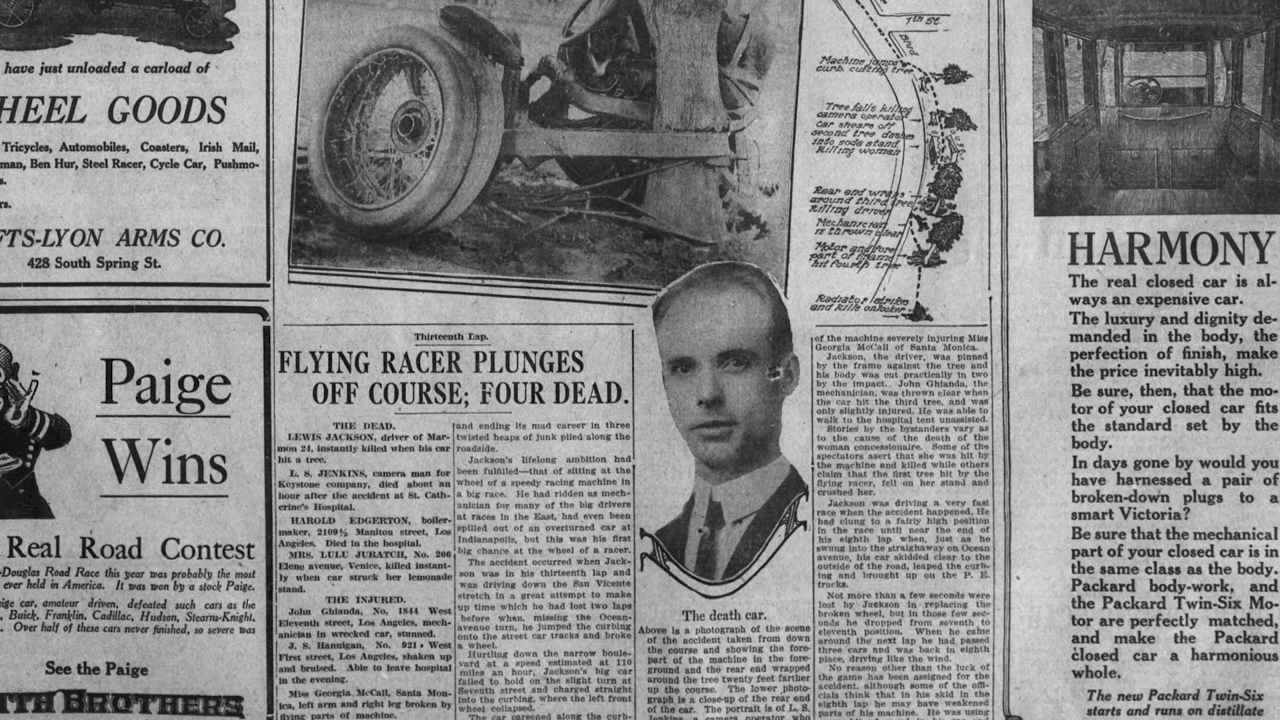 have just unloaded a carload of
HEEL GOODS
Tricycles, Automobiles, Coasters, Irish Mail,
man, Ben Hur, Steel Racer, Cycle Car, Pushmo-
s.
rs.
FTS-LYON ARMS CO.
428 South Spring St.
Paige
Wins
Real Road Contest
-Douglas Road Race this year was probably the most
ever held in America. It was won by a stock Paige.
ige car, amateur driven, defeated such cars as the
Buick, Franklin, Cadillac, Hudson, Stearns-Knight,
Over half of these cars never finished, so severe was
See the Paige
TH BROTHERS
Thirteenth Lap.
FLYING RACER PLUNGES
OFF COURSE; FOUR DEAD.
THE DEAD.
LEWIS JACKSON, driver of Mar-
mon 24, instantly killed when his car
hit a tree.
L. S. JENKINS, camera man for
Keystone company, died about an
hour after the accident at St. Cath-
erine's Hospital.
HAROLD EDGERTON, boiler-
maker, 2109½ Maniton street, Los
Angeles. Died in the hospital.
MRS. LULU JURATCH, No. 206
Elene avenue, Venice, killed instant-
ly when car struck her lemonade
stand.
THE INJURED.
John Ghianda, No. 1844 West
Eleventh street, Los Angeles, mech-
anician in wrecked car, stunned.
J. S. Hannigan, No. 921 West
First street, Los Angeles, shaken up
and bruised. Able to leave hospital
in the evening.
Miss Georgia McCall, Santa Mon-
ica, left arm and right leg broken by
flying parts of machine.
and ending its mad career in three
twisted heaps of junk piled along the
roadside.
Jackson's lifelong ambition had
been fulfilled—that of sitting at the
wheel of a speedy racing machine in
a big race. He had ridden as mech-
anician for many of the big drivers
at races in the East, had even been
spilled out of an overturned car at
Indianapolis, but this was his first
big chance at the wheel of a racer.
The accident occurred when Jack-
son was in his thirteenth lap and
was driving down the San Vicente
stretch in a great attempt to make
up time which he had lost two laps
before when, missing the Ocean-
avenue turn, he jumped the curbing
onto the street car tracks and broke
a wheel.
Hurtling down the narrow boule-
vard at a speed estimated at 110
miles an hour, Jackson's big car
failed to hold on the slight turn at
Seventh street and charged straight
into the curbing, where the left front
wheel collapsed.
The car careened along the curb-
7th St.
Blvd
Machine jumps
curb, cutting tree
Tree falls killing
camera operator
Car shears off
second tree dashes
into soda stand
killing woman
Rear end wraps
around third tree
killing driver
Mechanician
is thrown clear
Motor and fore
part of frame
hit fourth tree
Radiator strikes
and kills onlooker
The death car.
Above is a photograph of the scene
of the accident taken from down
the course and showing the fore-
part of the machine in the fore-
ground and the rear end wrapped
around the tree twenty feet farther
up the course. The lower photo-
graph is a close-up of the rear end
of the car. The portrait is of L. S.
Jenkins, a camera operator who
of the machine severely injuring Miss
Georgia McCall of Santa Monica.
Jackson, the driver, was pinned
by the frame against the tree and
his body was cut practically in two
by the impact. John Ghianda, the
mechanician, was thrown clear when
the car hit the third tree, and was
only slightly injured. He was able to
walk to the hospital tent unassisted.
Stories by the bystanders vary as
to the cause of the death of the
woman concessionaire. Some of the
spectators asert that she was hit by
the machine and killed while others
claim that the first tree hit by the
flying racer, fell on her stand and
crushed her.
Jackson was driving a very fast
race when the accident happened. He
had clung to a fairly high position
in the race until near the end of
his eighth lap when, just as he
swung into the straighway on Ocean
avenue, his car skidded clear to the
outside of the road, leaped the curb-
ing and brought up on the P. E.
tracks.
Not more than a few seconds were
lost by Jackson in replacing the
broken wheel, but in those few sec-
onds he dropped from seventh to
eleventh position. When he came
around the next lap he had passed
three cars and was back in eighth
place, driving like the wind.
No reason other than the luck of
the game has been assigned for the
accident, although some of the offi-
cials think that in his skid in the
eighth lap he may have weakened
parts of his machine. He was using
HARMONY
The real closed car is al-
ways an expensive car.
The luxury and dignity de-
manded in the body, the
perfection of finish, make
the price inevitably high.
Be sure, then, that the mo-
tor of your closed car fits
the standard set by the
body.
In days gone by would you
have harnessed a pair of
broken-down plugs to a
smart Victoria?
Be sure that the mechanical
part of your closed car is in
the same class as the body.
Packard body-work, and
the Packard Twin-Six Mo-
tor are perfectly matched,
and make the Packard
closed car a harmonious
whole.
The new Packard Twin-Six
starts and runs on distillate